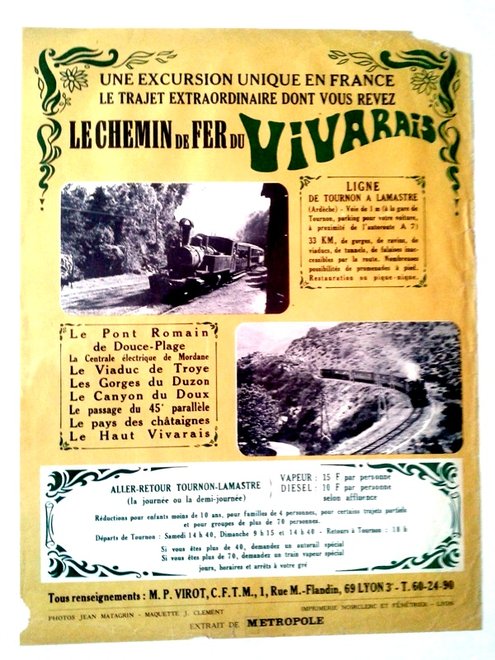 UNE EXCURSION UNIQUE EN FRANCE
LE TRAJET EXTRAORDINAIRE DONT VOUS REVEZ
LE CHEMIN DE FER DU VIVARAIS
LIGNE
DE TOURNON A LAMASTRE
(Ardèche) - Voie de 1 m (à la gare de
Tournon, parking pour votre voiture,
à proximité de l'autoroute A 7)
33 KM, de gorges, de ravins, de
viaducs, de tunnels, de falaises inac-
cessibles par la route. Nombreuses
possibilités de promenades à pied.
Restauration ou pique-nique.
Le Pont Romain
de Douce-Plage
La Centrale électrique de Mordane
Le Viaduc de Troye
Les Gorges du Duzon
Le Canyon du Doux
Le passage du 45e parallèle
Le pays des châtaignes
Le Haut Vivarais
ALLER-RETOUR TOURNON-LAMASTRE
(la journée ou la demi-journée)
VAPEUR : 15 F par personne
DIESEL : 10 F par personne
selon affluence
Réductions pour enfants moins de 10 ans, pour familles de 4 personnes, pour certains trajets partiels
et pour groupes de plus de 70 personnes.
Départs de Tournon : Samedi 14 h 40, Dimanche 9 h 15 et 14 h 40 - Retours à Tournon : 18 h
Si vous êtes plus de 40, demandez un autorail spécial
Si vous êtes plus de 70, demandez un train vapeur spécial
jours, horaires et arrêts à votre gré
Tous renseignements : M. P. VIROT, C.F.T.M., 1, Rue M.-Flandin, 69 LYON 3e - T. 60-24-90
PHOTOS JEAN MATAGRIN - MAQUETTE J. CLEMENT
IMPRIMERIE NOIRCLERC ET FÉNÉTRIER - LYON
EXTRAIT DE METROPOLE